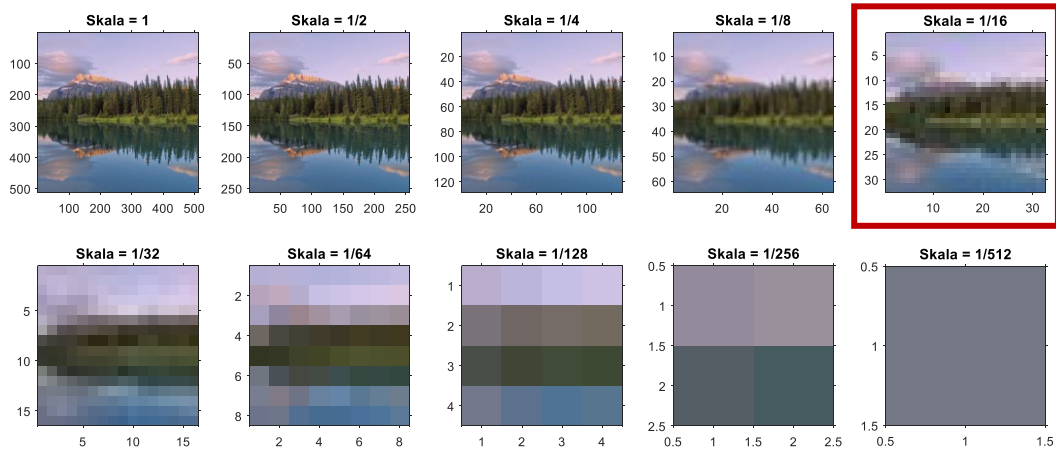 Skala = 1
Skala = 1/2
Skala = 1/4
Skala = 1/8
Skala = 1/16
100
200
300
400
500
100 200 300 400 500
50
100
150
200
250
50 100 150 200 250
20
40
60
80
100
120
20 60 100
10
20
30
40
50
60
20 40 60
5
10
15
20
25
30
10 20 30
Skala = 1/32
Skala = 1/64
Skala = 1/128
Skala = 1/256
Skala = 1/512
5
10
15
5 10 15
2
4
6
8
2 4 6 8
1
2
3
4
1 2 3 4
0.5
1
1.5
2
2.5
0.5 1 1.5 2 2.5
0.5
1
1.5
0.5 1 1.5